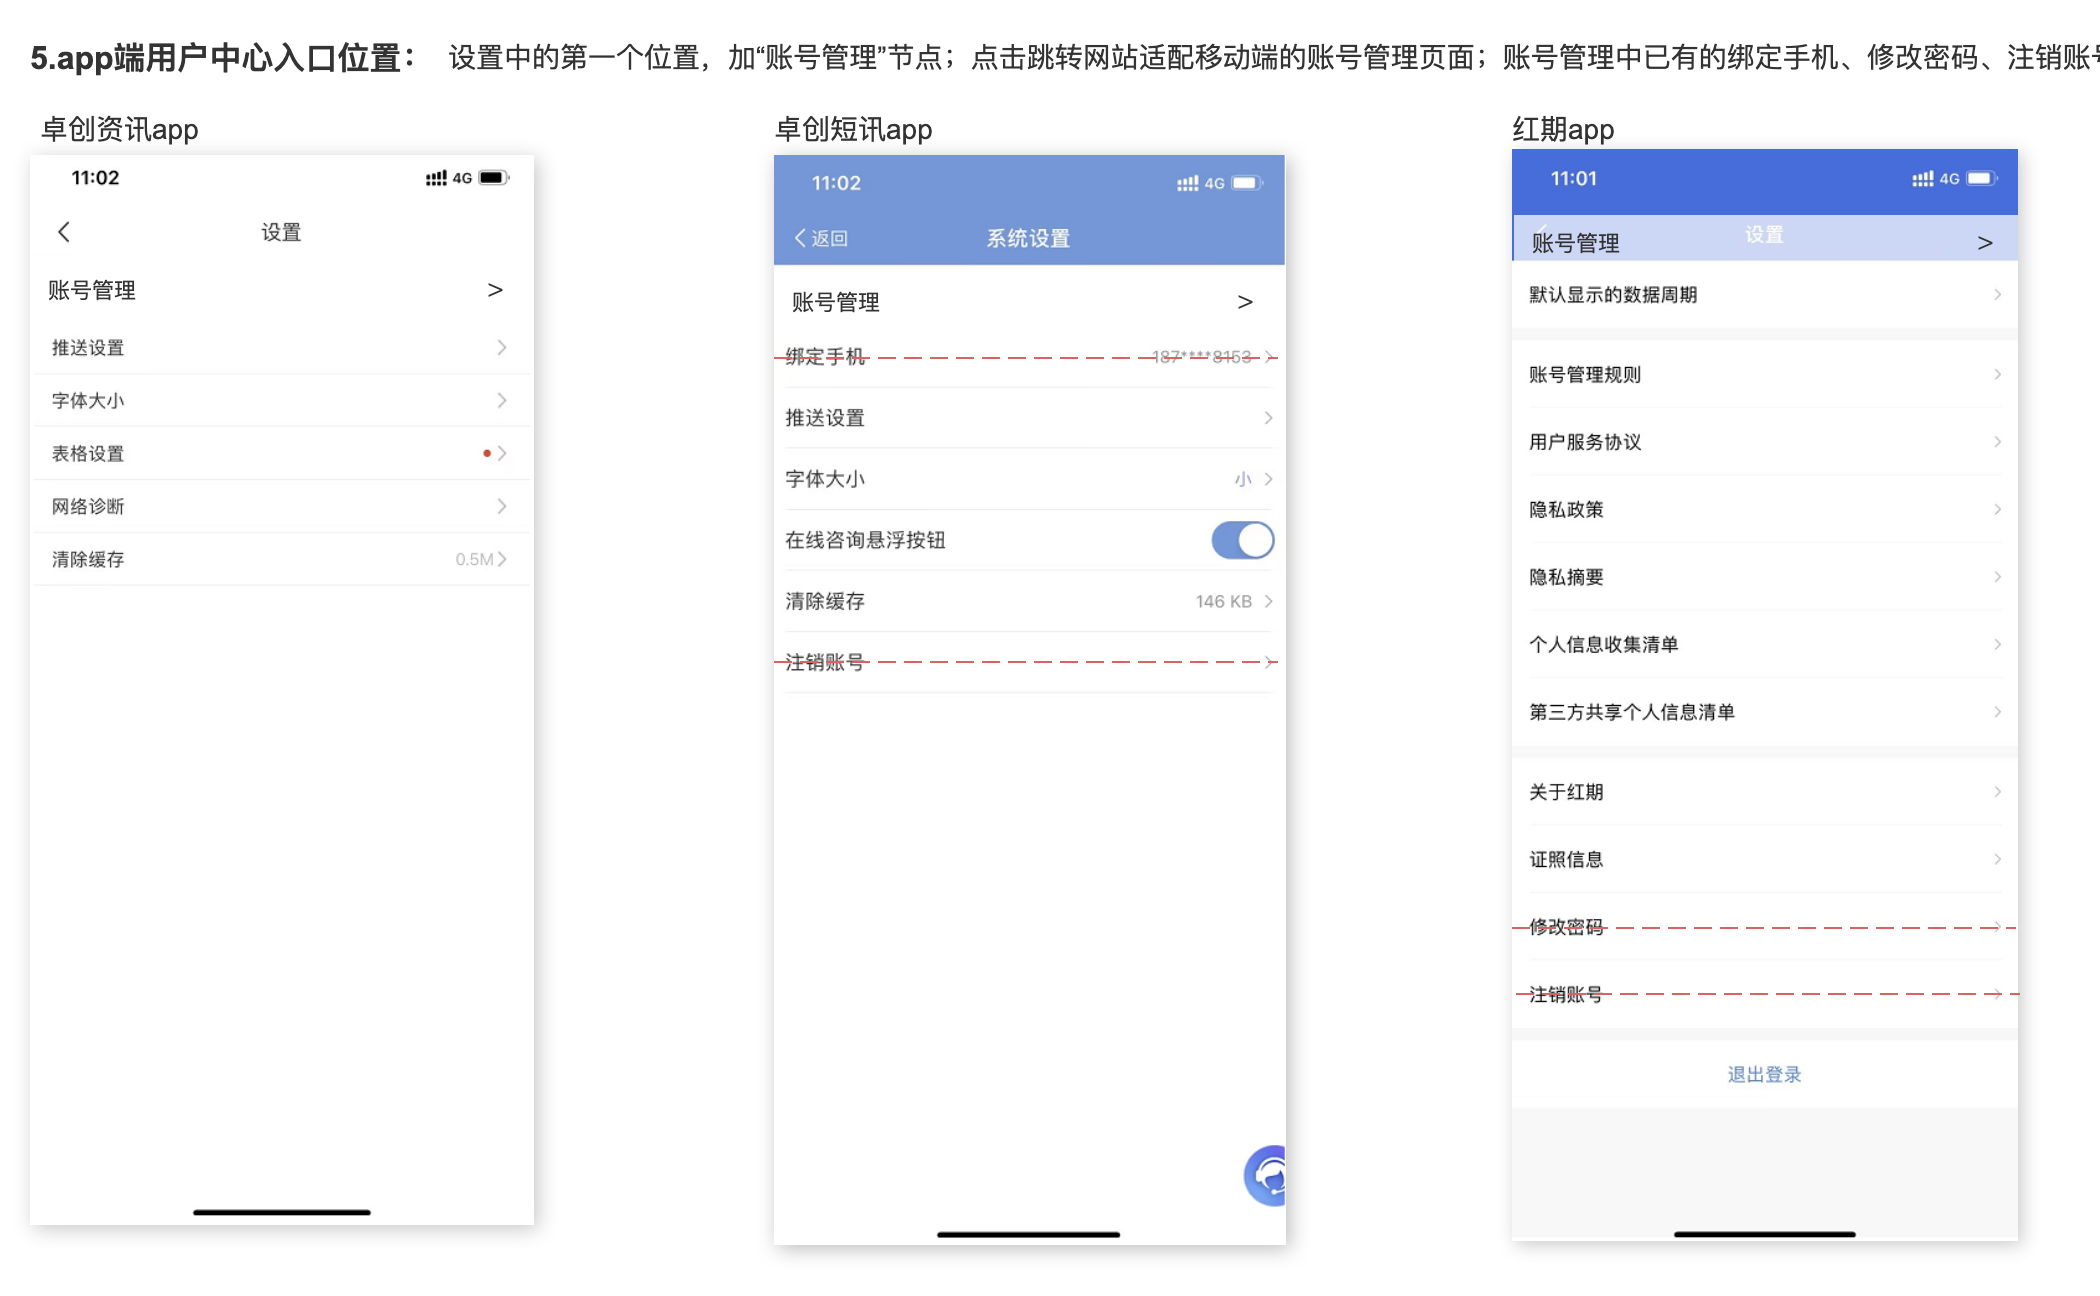 5.app端用户中心入口位置： 设置中的第一个位置，加“账号管理”节点；点击跳转网站适配移动端的账号管理页面；账号管理中已有的绑定手机、修改密码、注销账号
卓创资讯app
11:02 4G
设置
账号管理 >
推送设置
字体大小
表格设置
网络诊断
清除缓存 0.5M
卓创短讯app
11:02 4G
返回 系统设置
账号管理 >
绑定手机 187****8153
推送设置
字体大小 小
在线咨询悬浮按钮
清除缓存 146 KB
注销账号
红期app
11:01 4G
设置
账号管理 >
默认显示的数据周期
账号管理规则
用户服务协议
隐私政策
隐私摘要
个人信息收集清单
第三方共享个人信息清单
关于红期
证照信息
修改密码
注销账号
退出登录